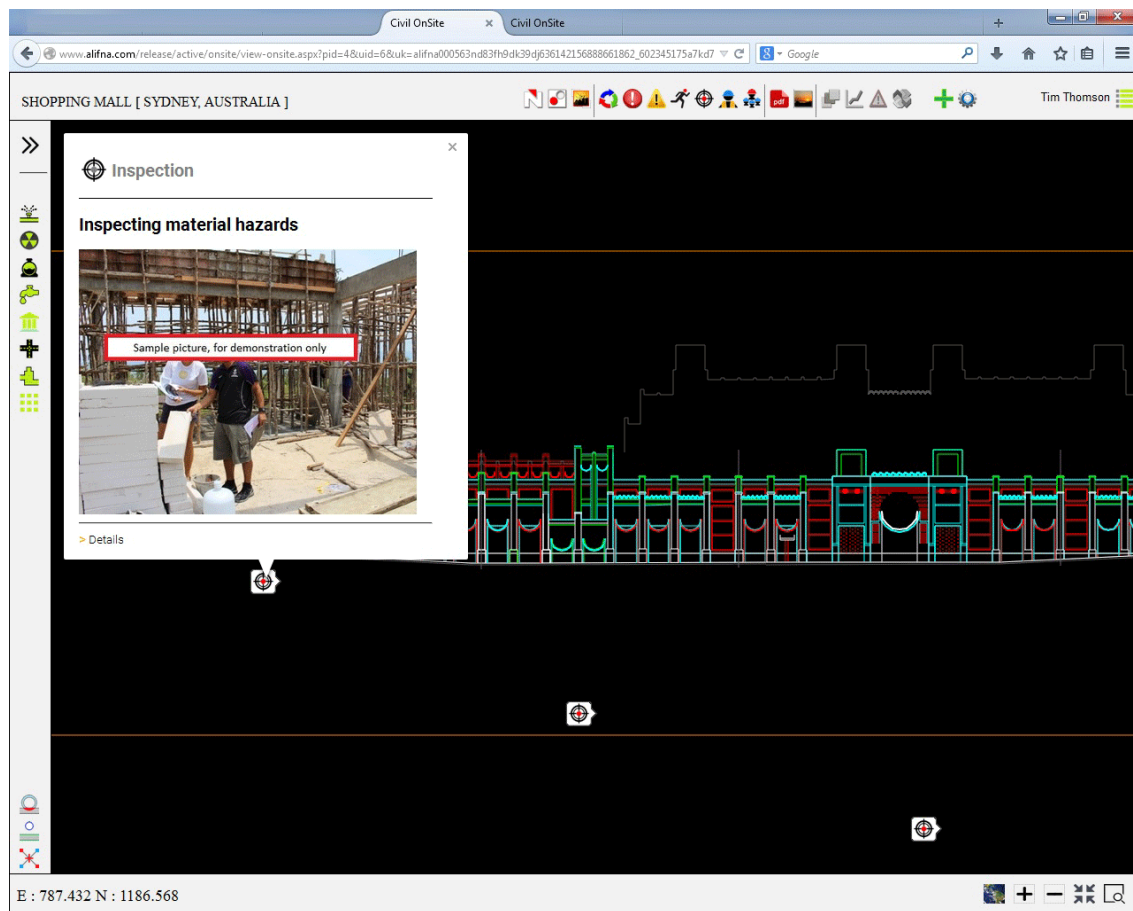 Civil OnSite
Civil OnSite
www.alifna.com/release/active/onsite/view-onsite.aspx?pid=4&uid=6&uk=alifna000563nd83fh9dk39dj636142156888661862_602345175a7kd7
Google
SHOPPING MALL [ SYDNEY, AUSTRALIA ]
pdf
Tim Thomson
Inspection
Inspecting material hazards
Sample picture, for demonstration only
> Details
E : 787.432 N : 1186.568